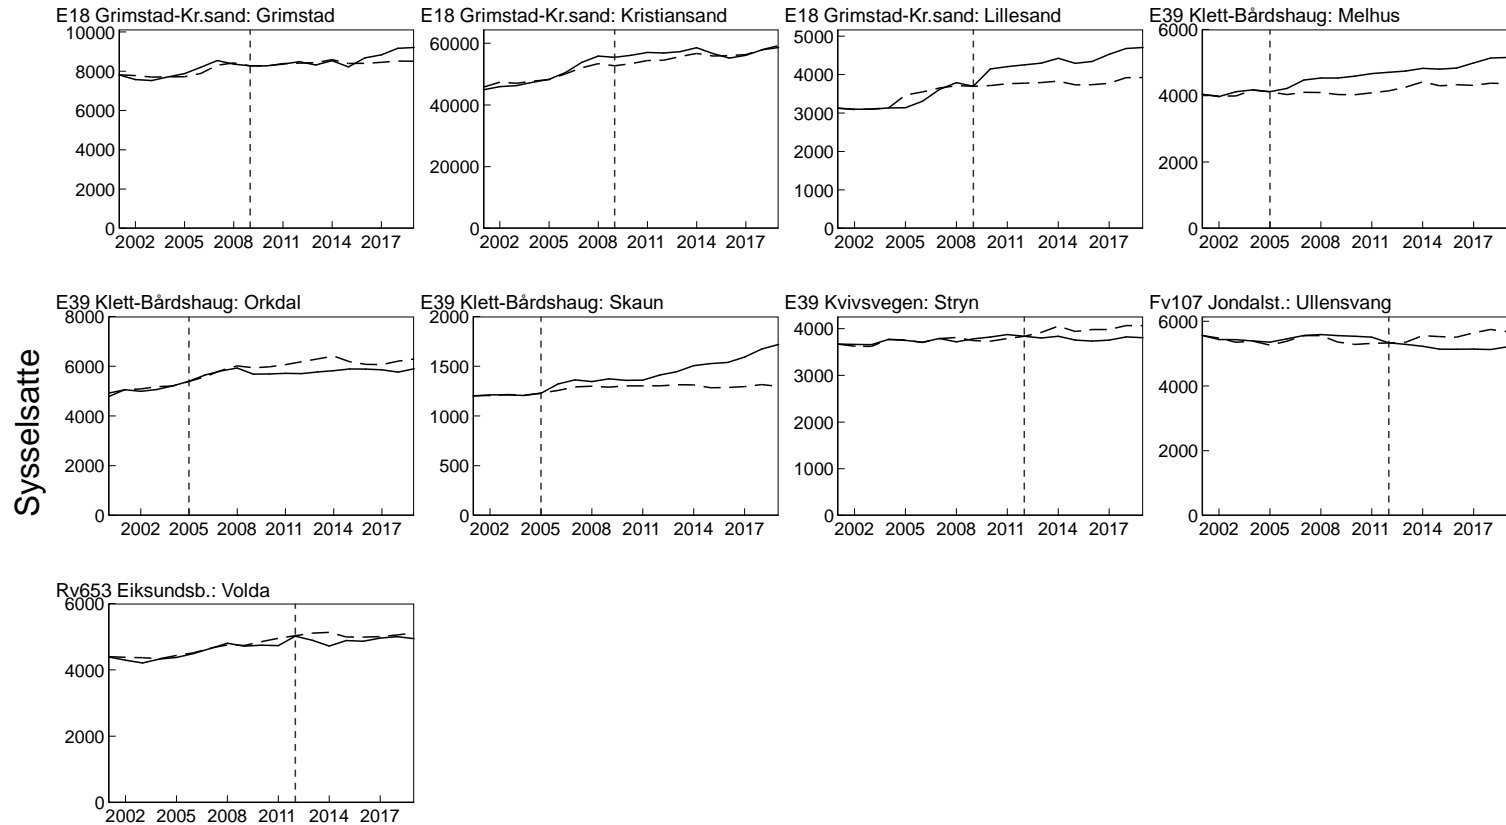 E18 Grimstad-Kr.sand: Grimstad
10000
8000
6000
4000
2000
0
2002 2005 2008 2011 2014 2017
E18 Grimstad-Kr.sand: Kristiansand
60000
40000
20000
0
2002 2005 2008 2011 2014 2017
E18 Grimstad-Kr.sand: Lillesand
5000
4000
3000
2000
1000
0
2002 2005 2008 2011 2014 2017
E39 Klett-Bårdshaug: Melhus
6000
4000
2000
0
2002 2005 2008 2011 2014 2017
Sysselsatte
E39 Klett-Bårdshaug: Orkdal
8000
6000
4000
2000
0
2002 2005 2008 2011 2014 2017
E39 Klett-Bårdshaug: Skaun
2000
1500
1000
500
0
2002 2005 2008 2011 2014 2017
E39 Kvivsvegen: Stryn
4000
3000
2000
1000
0
2002 2005 2008 2011 2014 2017
Fv107 Jondalst.: Ullensvang
6000
4000
2000
0
2002 2005 2008 2011 2014 2017
Rv653 Eiksundsb.: Volda
6000
4000
2000
0
2002 2005 2008 2011 2014 2017